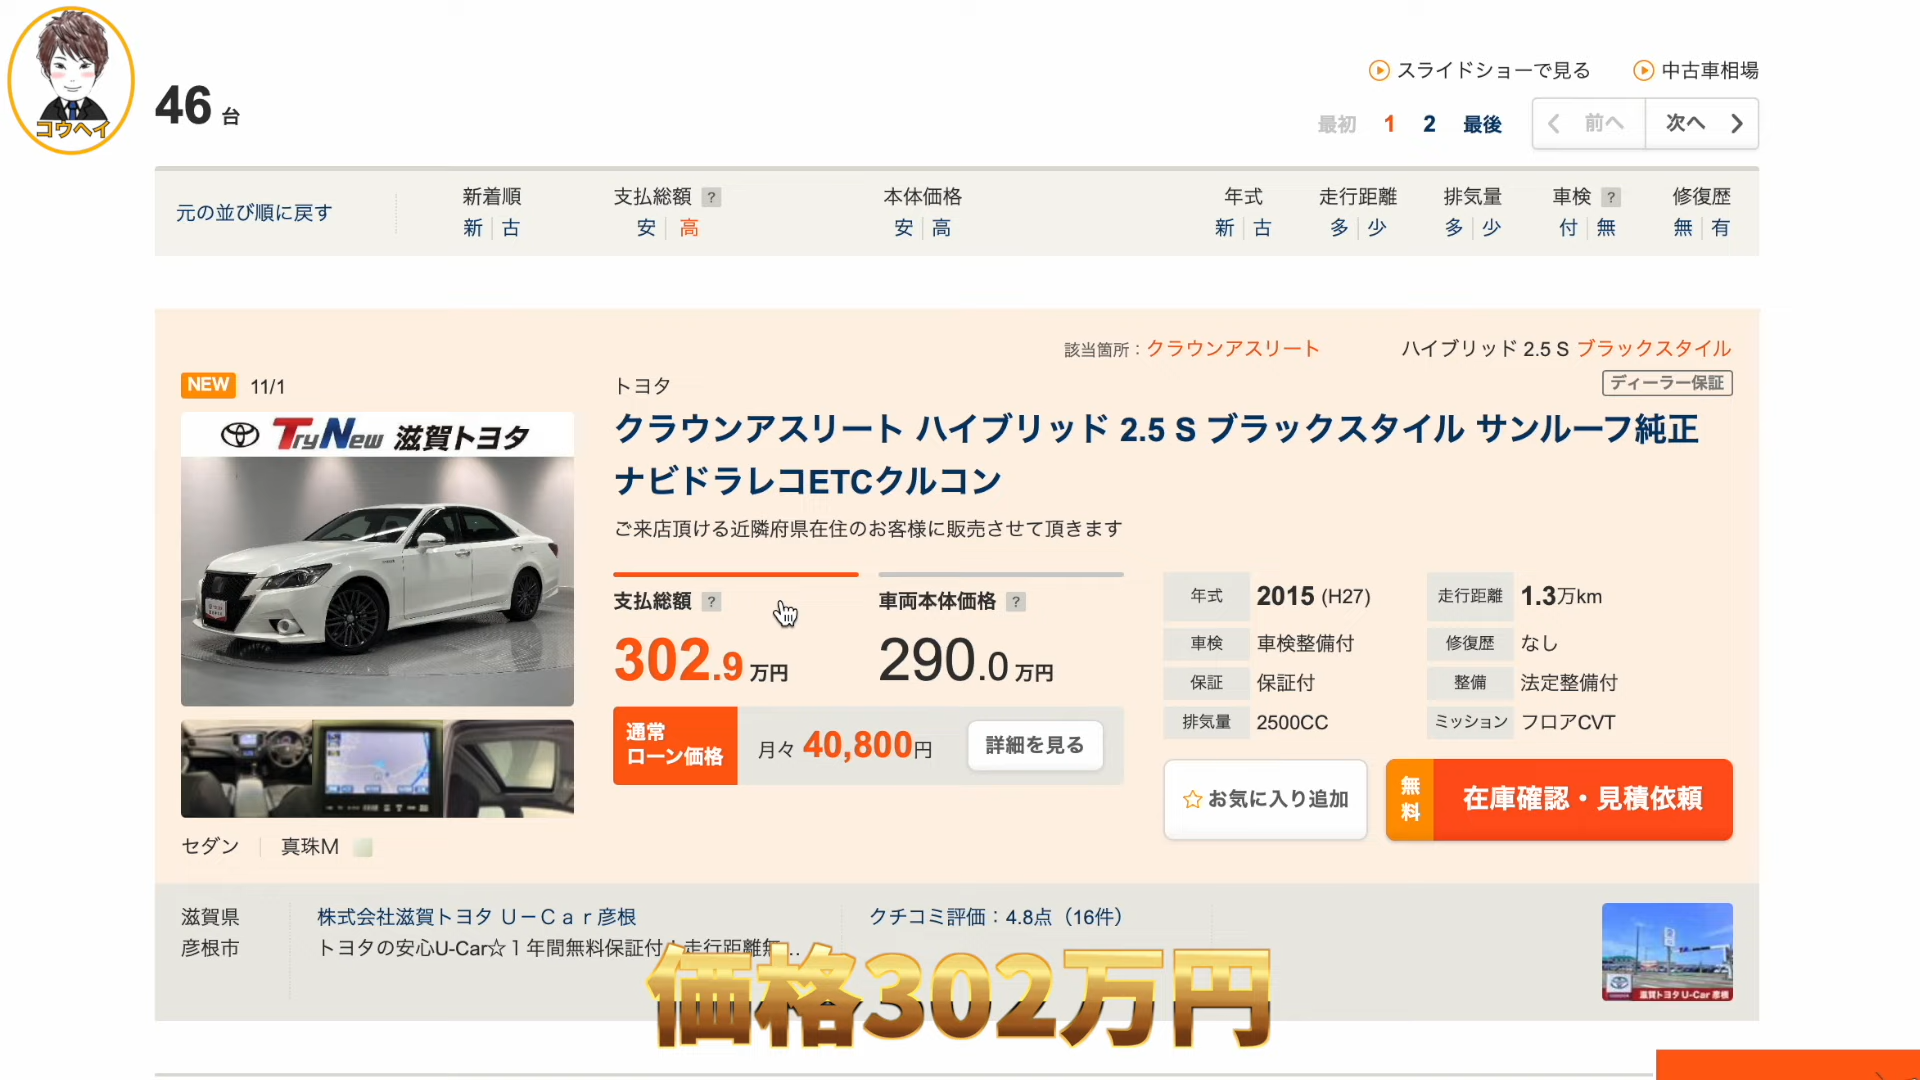 コウヘイ
46 台
スライドショーで見る 中古車相場
最初 1 2 最後 前へ 次へ
元の並び順に戻す
新着順 支払総額 ? 本体価格 年式 走行距離 排気量 車検 ? 修復歴
新 古 安 高 安 高 新 古 多 少 多 少 付 無 無 有
該当箇所：クラウンアスリート ハイブリッド 2.5 S ブラックスタイル
NEW 11/1
トヨタ
ディーラー保証
TryNew 滋賀トヨタ
クラウンアスリート ハイブリッド 2.5 S ブラックスタイル サンルーフ純正
ナビドラレコETCクルコン
ご来店頂ける近隣府県在住のお客様に販売させて頂きます
支払総額 ? 車両本体価格 ?
302.9万円 290.0万円
年式 2015 (H27) 走行距離 1.3万km
車検 車検整備付 修復歴 なし
保証 保証付 整備 法定整備付
排気量 2500CC ミッション フロアCVT
通常
ローン価格
月々 40,800円 詳細を見る
お気に入り追加
無料 在庫確認・見積依頼
セダン 真珠M
滋賀県
彦根市
株式会社滋賀トヨタ Ｕ－Ｃａｒ彦根
トヨタの安心U-Car☆１年間無料保証付！走行距離無…
クチコミ評価：4.8点（16件）
滋賀トヨタ U-Car 彦根
価格302万円